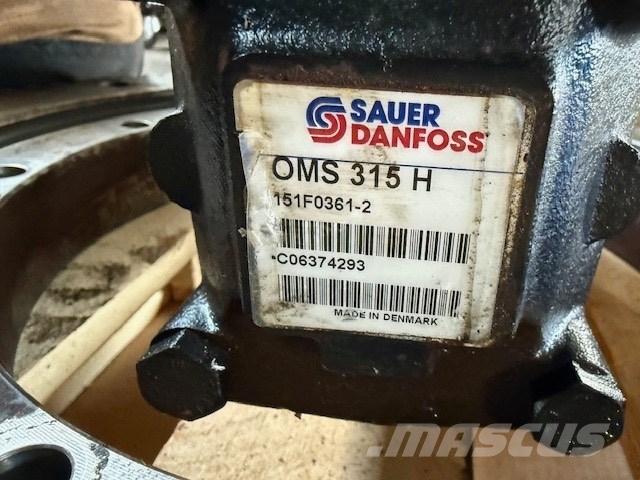 SAUER
DANFOSS
OMS 315 H
151F0361-2
*C06374293
MADE IN DENMARK
MASCUS